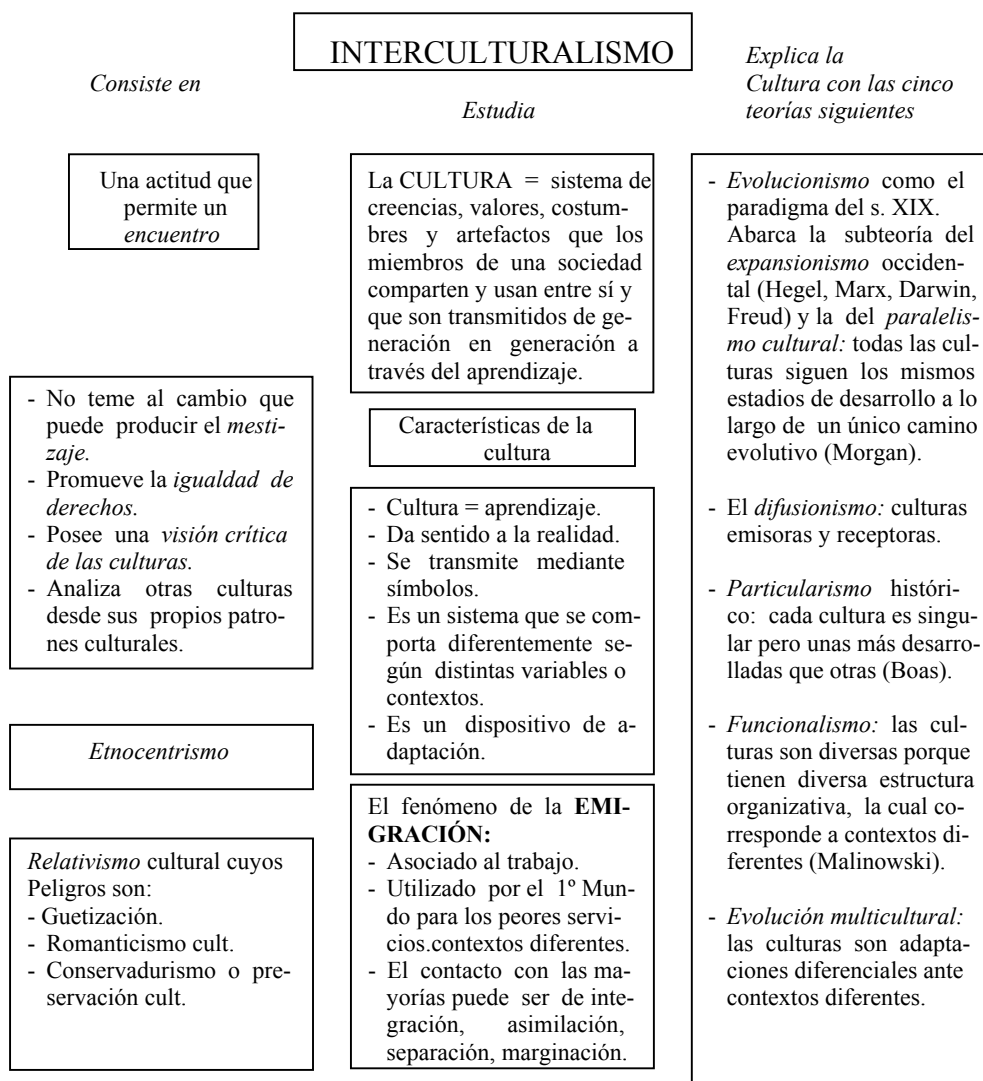 INTERCULTURALISMO
Consiste en
Una actitud que
permite un
encuentro
- No teme al cambio que
puede producir el mesti-
zaje.
- Promueve la igualdad de
derechos.
- Posee una visión crítica
de las culturas.
- Analiza otras culturas
desde sus propios patro-
nes culturales.
Etnocentrismo
Relativismo cultural cuyos
Peligros son:
- Guetización.
- Romanticismo cult.
- Conservadurismo o pre-
servación cult.
Estudia
La CULTURA = sistema de
creencias, valores, costum-
bres y artefactos que los
miembros de una sociedad
comparten y usan entre sí y
que son transmitidos de ge-
neración en generación a
través del aprendizaje.
Características de la
cultura
- Cultura = aprendizaje.
- Da sentido a la realidad.
- Se transmite mediante
símbolos.
- Es un sistema que se com-
porta diferentemente se-
gún distintas variables o
contextos.
- Es un dispositivo de a-
daptación.
El fenómeno de la EMI-
GRACIÓN:
- Asociado al trabajo.
- Utilizado por el 1º Mun-
do para los peores servi-
cios.contextos diferentes.
- El contacto con las ma-
yorías puede ser de inte-
gración, asimilación,
separación, marginación.
Explica la
Cultura con las cinco
teorías siguientes
- Evolucionismo como el
paradigma del s. XIX.
Abarca la subteoría del
expansionismo occiden-
tal (Hegel, Marx, Darwin,
Freud) y la del paralelis-
mo cultural: todas las cul-
turas siguen los mismos
estadios de desarrollo a lo
largo de un único camino
evolutivo (Morgan).
- El difusionismo: culturas
emisoras y receptoras.
- Particularismo históri-
co: cada cultura es singu-
lar pero unas más desarro-
lladas que otras (Boas).
- Funcionalismo: las cul-
turas son diversas porque
tienen diversa estructura
organizativa, la cual co-
rresponde a contextos di-
ferentes (Malinowski).
- Evolución multicultural:
las culturas son adapta-
ciones diferenciales ante
contextos diferentes.